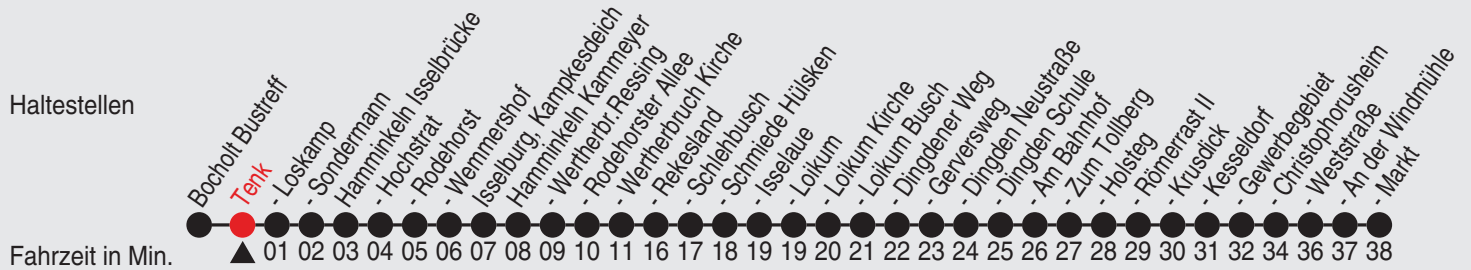 Haltestellen
Bocholt Bustreff
Tenk
- Loskamp
- Sondermann
Hamminkeln Isselbrücke
- Hochstrat
- Rodehorst
- Wemmershof
Isselburg, Kampkesdeich
Hamminkeln Kammeyer
- Wertherbr.Ressing
- Rodehorster Allee
- Wertherbruch Kirche
- Rekesland
- Schlehbusch
- Schmiede Hülsken
- Isselaue
- Loikum
- Loikum Kirche
- Loikum Busch
- Dingdener Weg
- Gerversweg
- Dingden Neustraße
- Dingden Schule
- Am Bahnhof
- Zum Tollberg
- Holsteg
- Römerrast II
- Krusdick
- Kesseldorf
- Gewerbegebiet
- Christophorusheim
- Weststraße
- An der Windmühle
- Markt
Fahrzeit in Min. 01 02 03 04 05 06 07 08 09 10 11 16 17 18 19 19 20 21 22 23 24 25 26 27 28 29 30 31 32 34 36 37 38